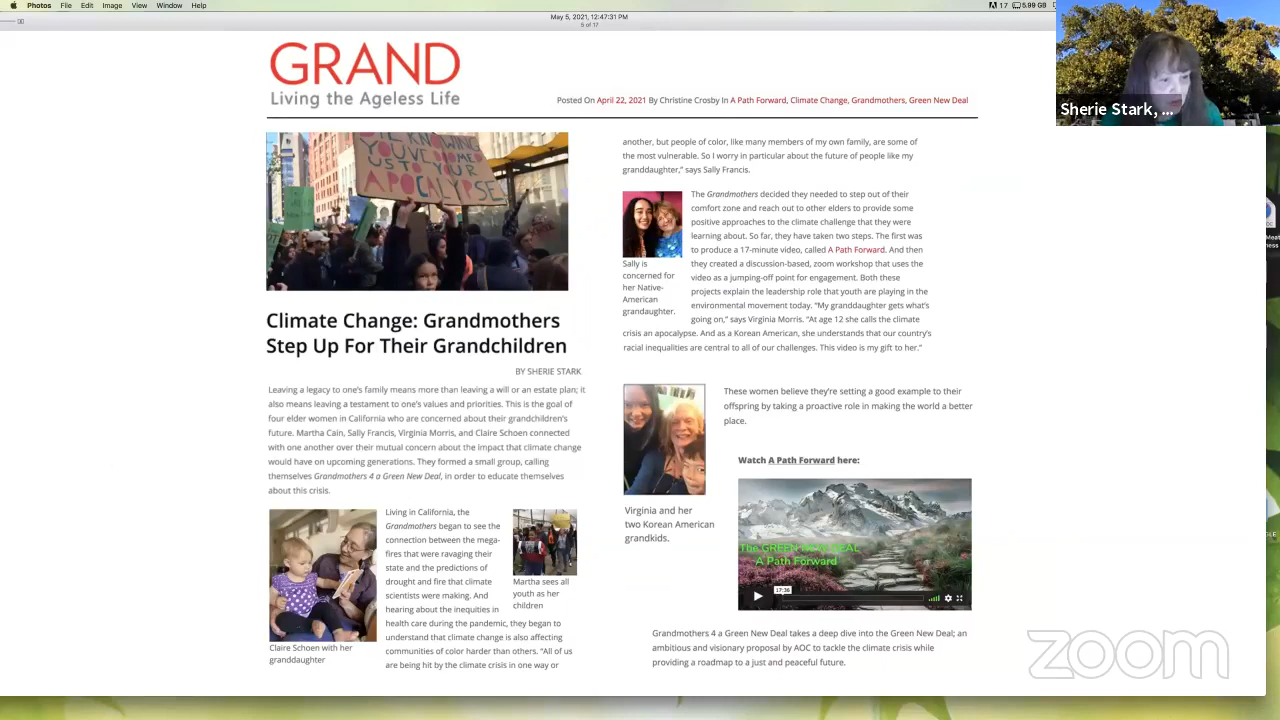 Photos File Edit Image View Window Help
17 5.99 GB
May 5, 2021, 12:47:31 PM
5 of 17
Sherie Stark, ...
GRAND
Living the Ageless Life
Posted On April 22, 2021 By Christine Crosby In A Path Forward, Climate Change, Grandmothers, Green New Deal
KNOWING
YOU'VE DOOMED
US TO YOUR
APOCALYPSE
Climate Change: Grandmothers
Step Up For Their Grandchildren
BY SHERIE STARK
Leaving a legacy to one's family means more than leaving a will or an estate plan; it
also means leaving a testament to one's values and priorities. This is the goal of
four elder women in California who are concerned about their grandchildren's
future. Martha Cain, Sally Francis, Virginia Morris, and Claire Schoen connected
with one another over their mutual concern about the impact that climate change
would have on upcoming generations. They formed a small group, calling
themselves Grandmothers 4 a Green New Deal, in order to educate themselves
about this crisis.
Claire Schoen with her
granddaughter
Living in California, the
Grandmothers began to see the
connection between the mega-
fires that were ravaging their
state and the predictions of
drought and fire that climate
scientists were making. And
hearing about the inequities in
health care during the pandemic, they began to
understand that climate change is also affecting
communities of color harder than others. "All of us
are being hit by the climate crisis in one way or
Martha sees all
youth as her
children
another, but people of color, like many members of my own family, are some of
the most vulnerable. So I worry in particular about the future of people like my
granddaughter," says Sally Francis.
Sally is
concerned for
her Native-
American
grandaughter.
The Grandmothers decided they needed to step out of their
comfort zone and reach out to other elders to provide some
positive approaches to the climate challenge that they were
learning about. So far, they have taken two steps. The first was
to produce a 17-minute video, called A Path Forward. And then
they created a discussion-based, zoom workshop that uses the
video as a jumping-off point for engagement. Both these
projects explain the leadership role that youth are playing in the
environmental movement today. "My granddaughter gets what's
going on," says Virginia Morris. "At age 12 she calls the climate
crisis an apocalypse. And as a Korean American, she understands that our country's
racial inequalities are central to all of our challenges. This video is my gift to her."
Virginia and her
two Korean American
grandkids.
These women believe they're setting a good example to their
offspring by taking a proactive role in making the world a better
place.
Watch A Path Forward here:
The GREEN NEW DEAL
A Path Forward
17:36
Grandmothers 4 a Green New Deal takes a deep dive into the Green New Deal; an
ambitious and visionary proposal by AOC to tackle the climate crisis while
providing a roadmap to a just and peaceful future.
zoom